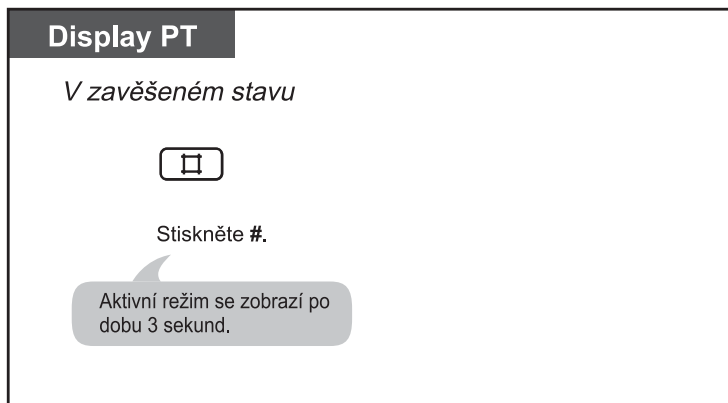 Display PT
V zavěšeném stavu
Stiskněte #.
Aktivní režim se zobrazí po
dobu 3 sekund.